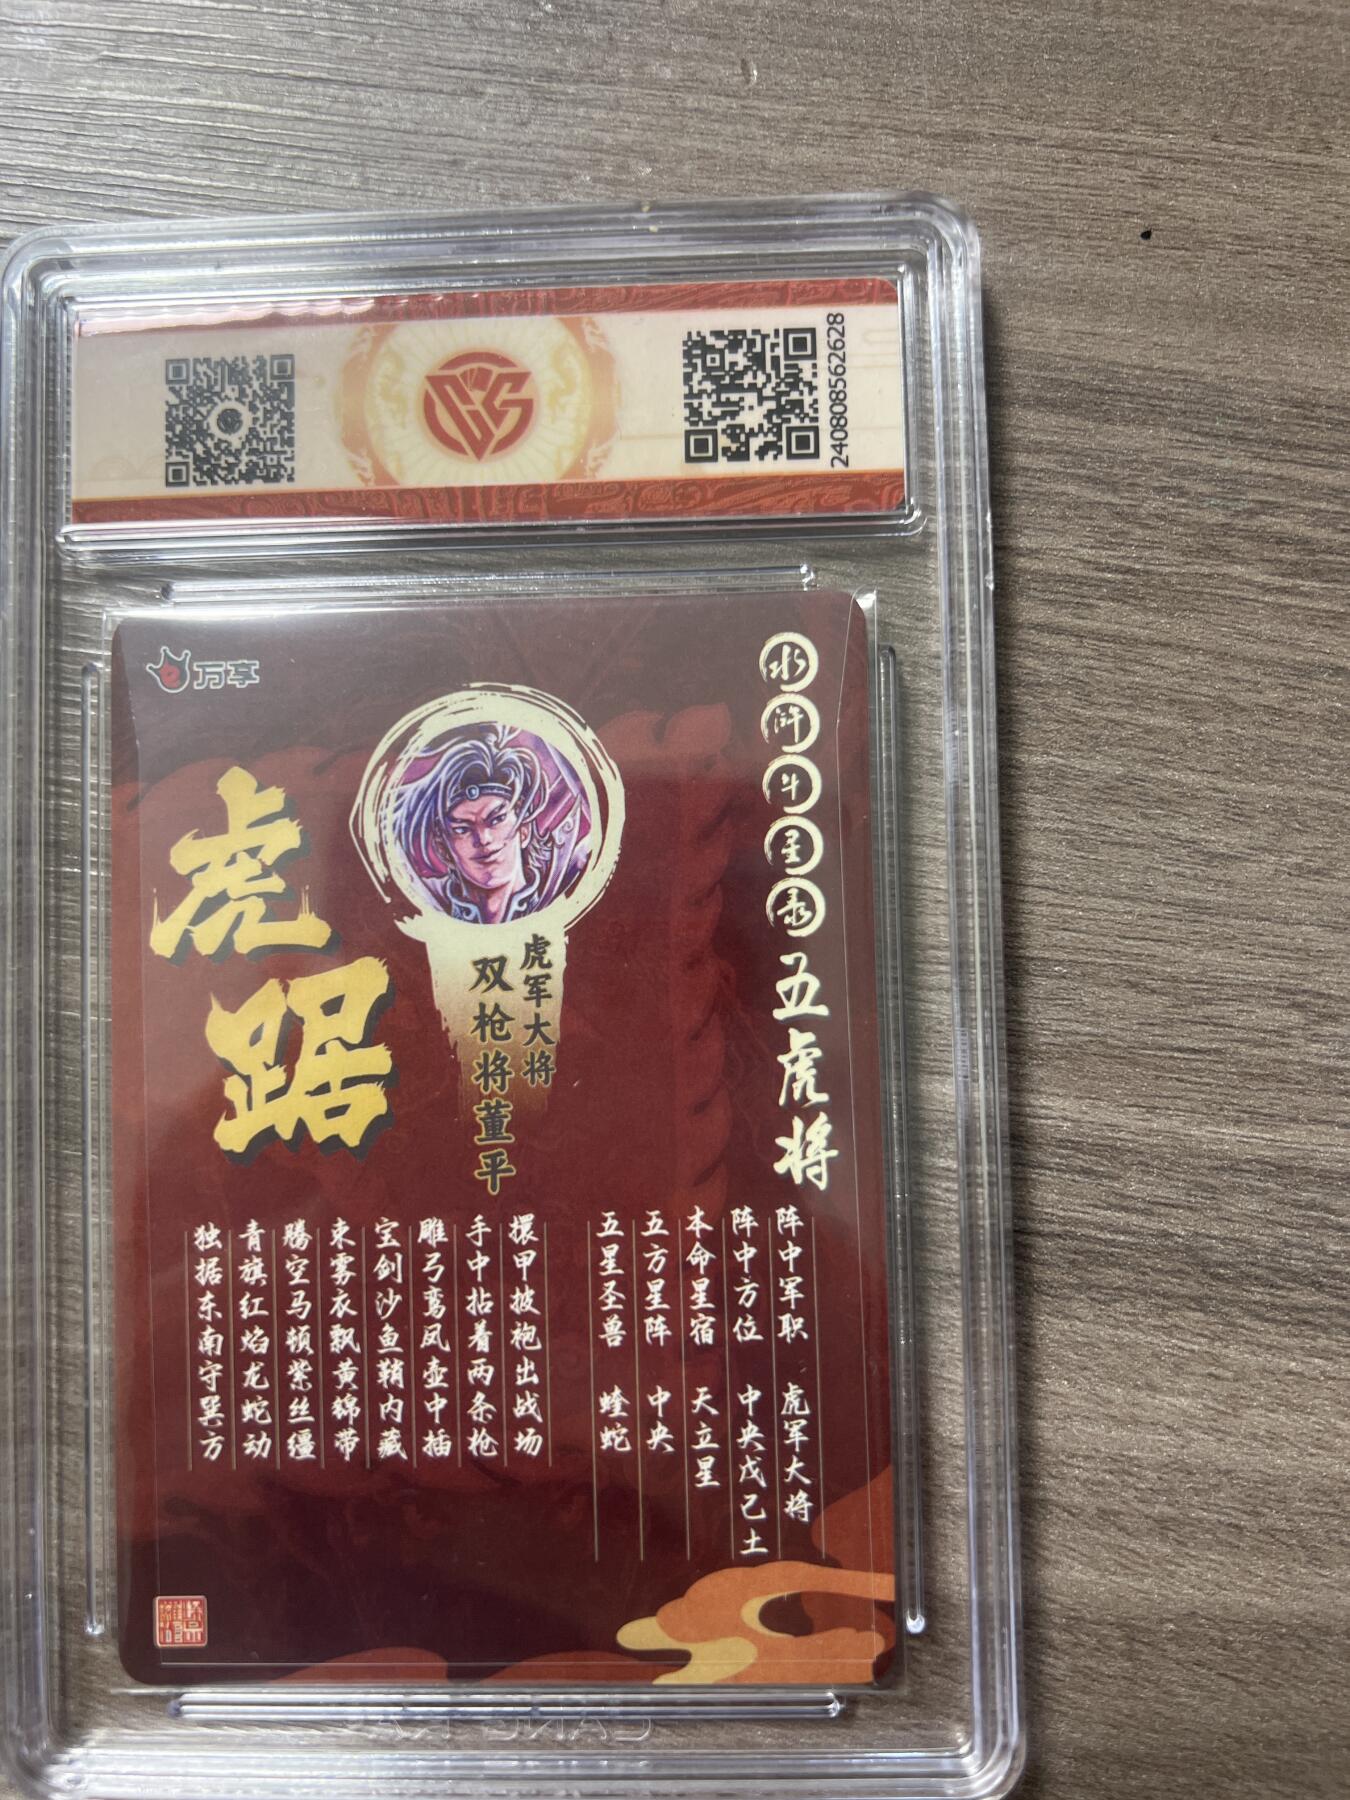 240808562628
万享
水浒斗星录 五虎将
虎踞
虎军大将
双枪将董平
阵中军职 虎军大将
阵中方位 中央戊己土
本命星宿 天立星
五方星阵 中央
五星圣兽 螣蛇
擐甲披袍出战场
手中拈着两条枪
雕弓鸾凤壶中插
宝剑沙鱼鞘内藏
束雾衣飘黄锦带
腾空马顿紫丝缰
青旗红焰龙蛇动
独据东南守巽方